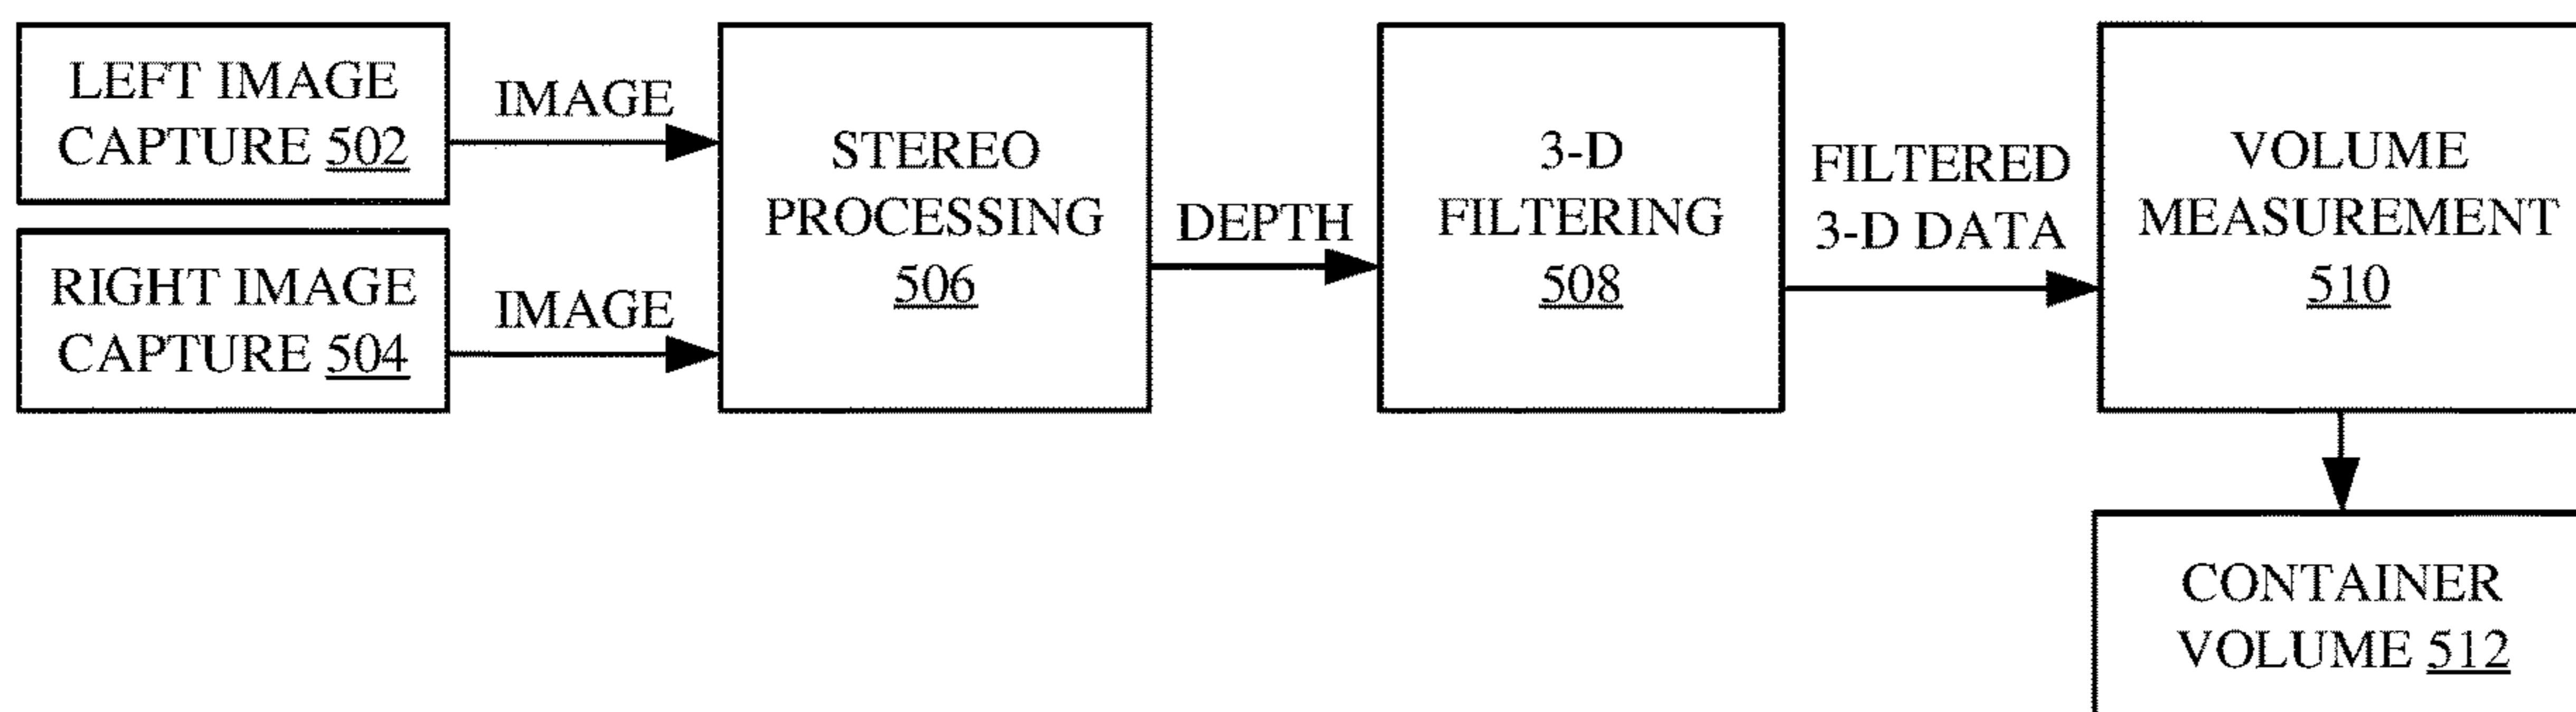 LEFT IMAGE
CAPTURE 502
IMAGE
RIGHT IMAGE
CAPTURE 504
IMAGE
STEREO
PROCESSING
506
DEPTH
3-D
FILTERING
508
FILTERED
3-D DATA
VOLUME
MEASUREMENT
510
CONTAINER
VOLUME 512